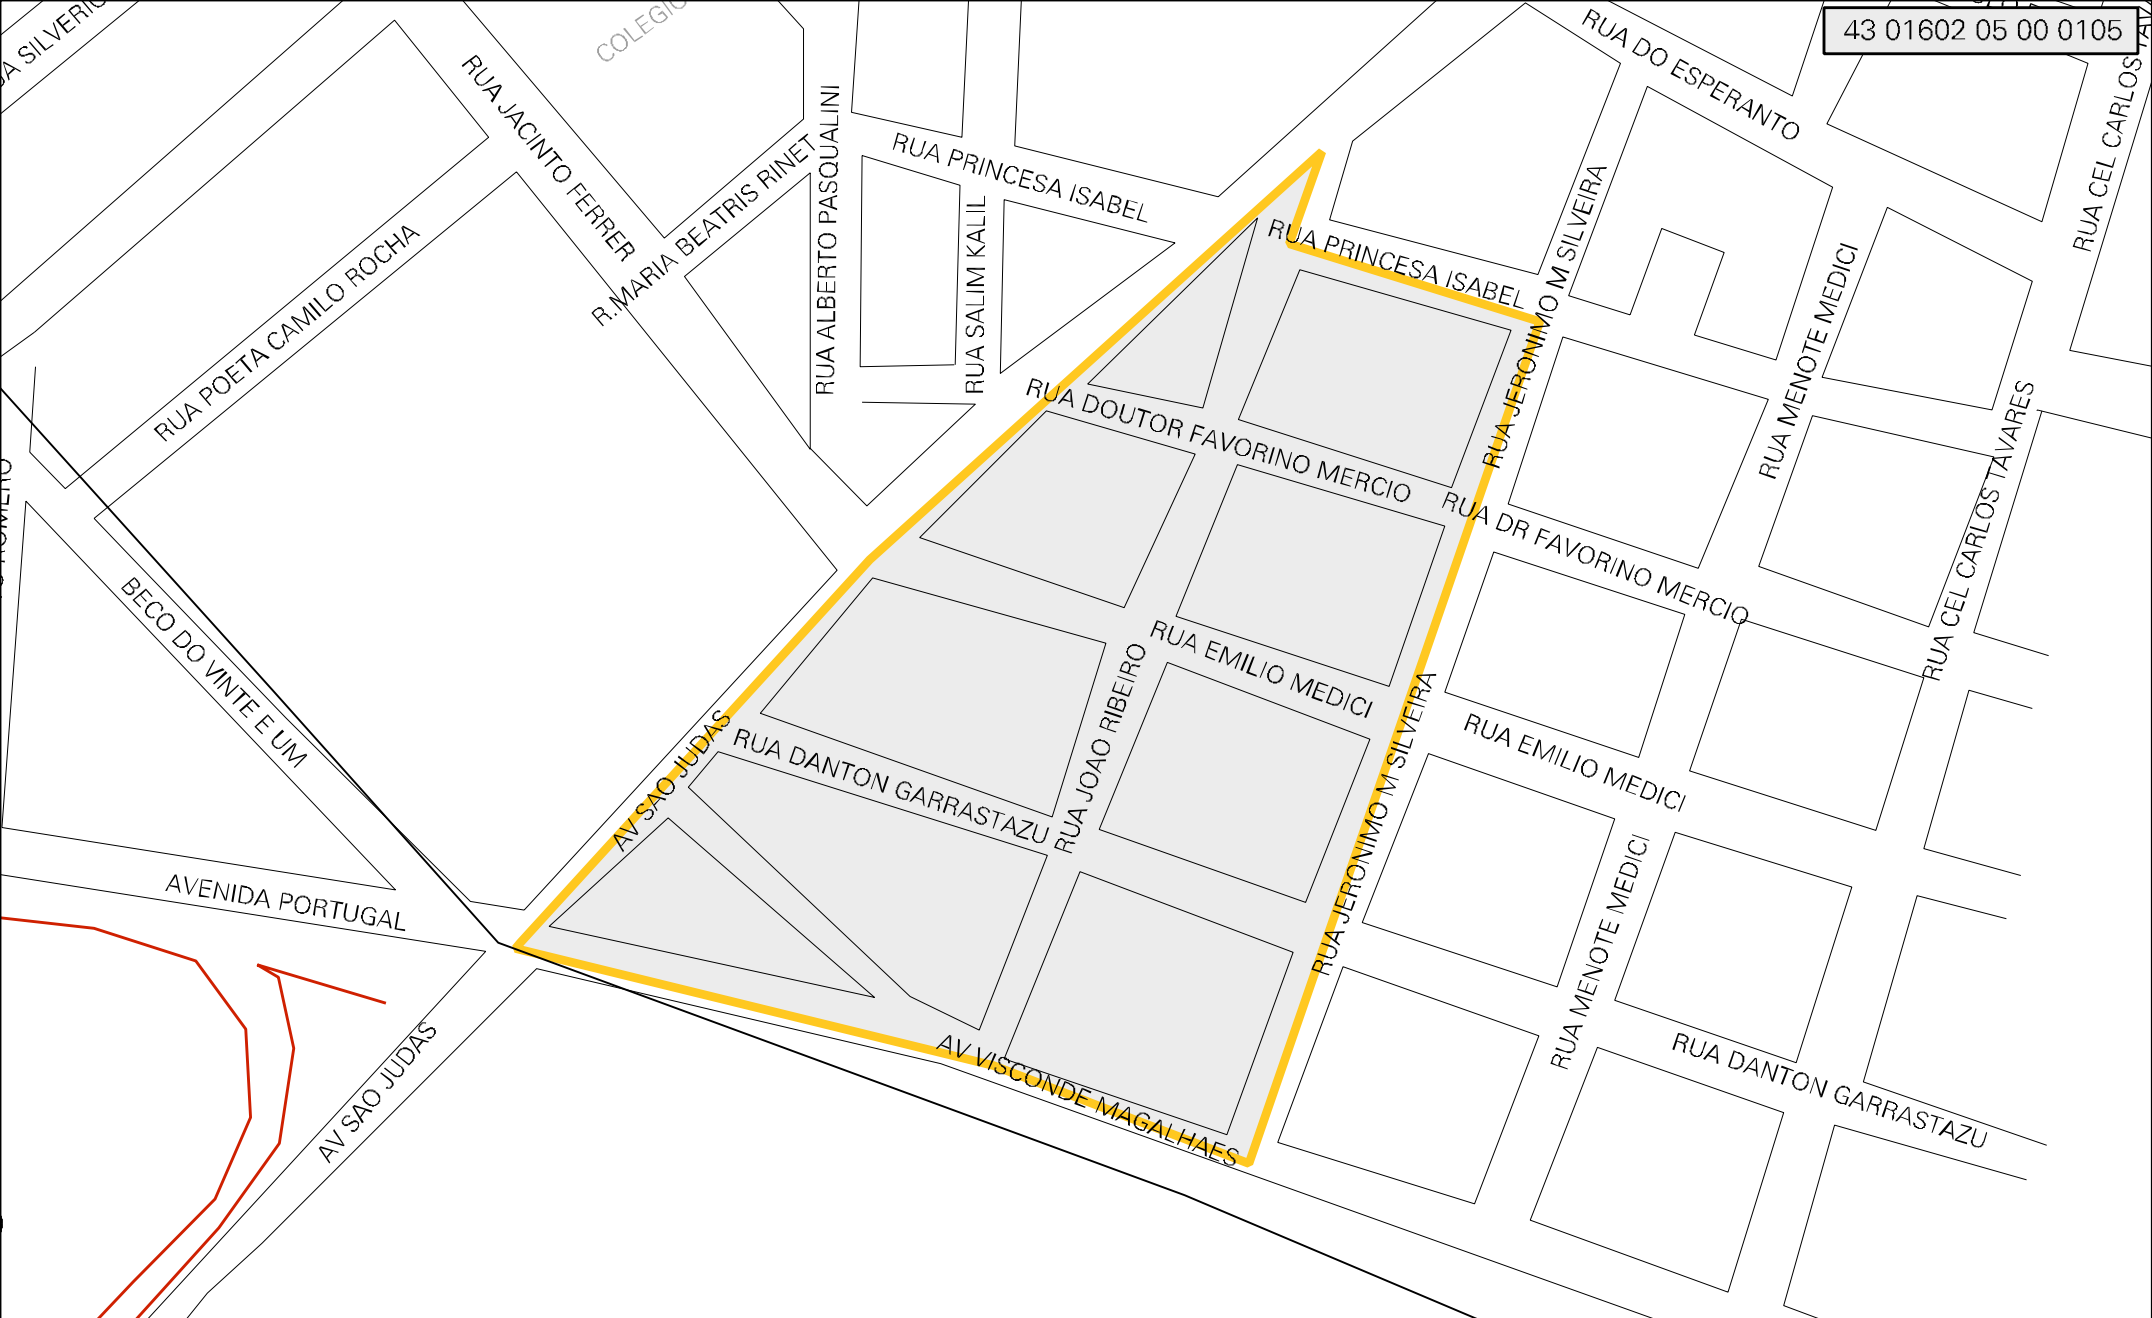 43 01602 05 00 0105
COLEGIO
RUA DO ESPERANTO
RUA JACINTO FERRER
RUA CEL CARLOS
RUA PRINCESA ISABEL
RUA ALBERTO PASQUALINI
R.MARIA BEATRIS RINET
RUA SALIM KALIL
RUA PRINCESA ISABEL
RUA JERONIMO M SILVEIRA
RUA MENOTE MEDICI
RUA POETA CAMILO ROCHA
RUA DOUTOR FAVORINO MERCIO
RUA DR FAVORINO MERCIO
RUA CEL CARLOS TAVARES
BECO DO VINTE E UM
RUA EMILIO MEDICI
RUA JOAO RIBEIRO
RUA JERONIMO M SILVEIRA
RUA EMILIO MEDICI
AV SAO JUDAS
RUA DANTON GARRASTAZU
RUA MENOTE MEDICI
AVENIDA PORTUGAL
AV SAO JUDAS
AV VISCONDE MAGALHAES
RUA DANTON GARRASTAZU